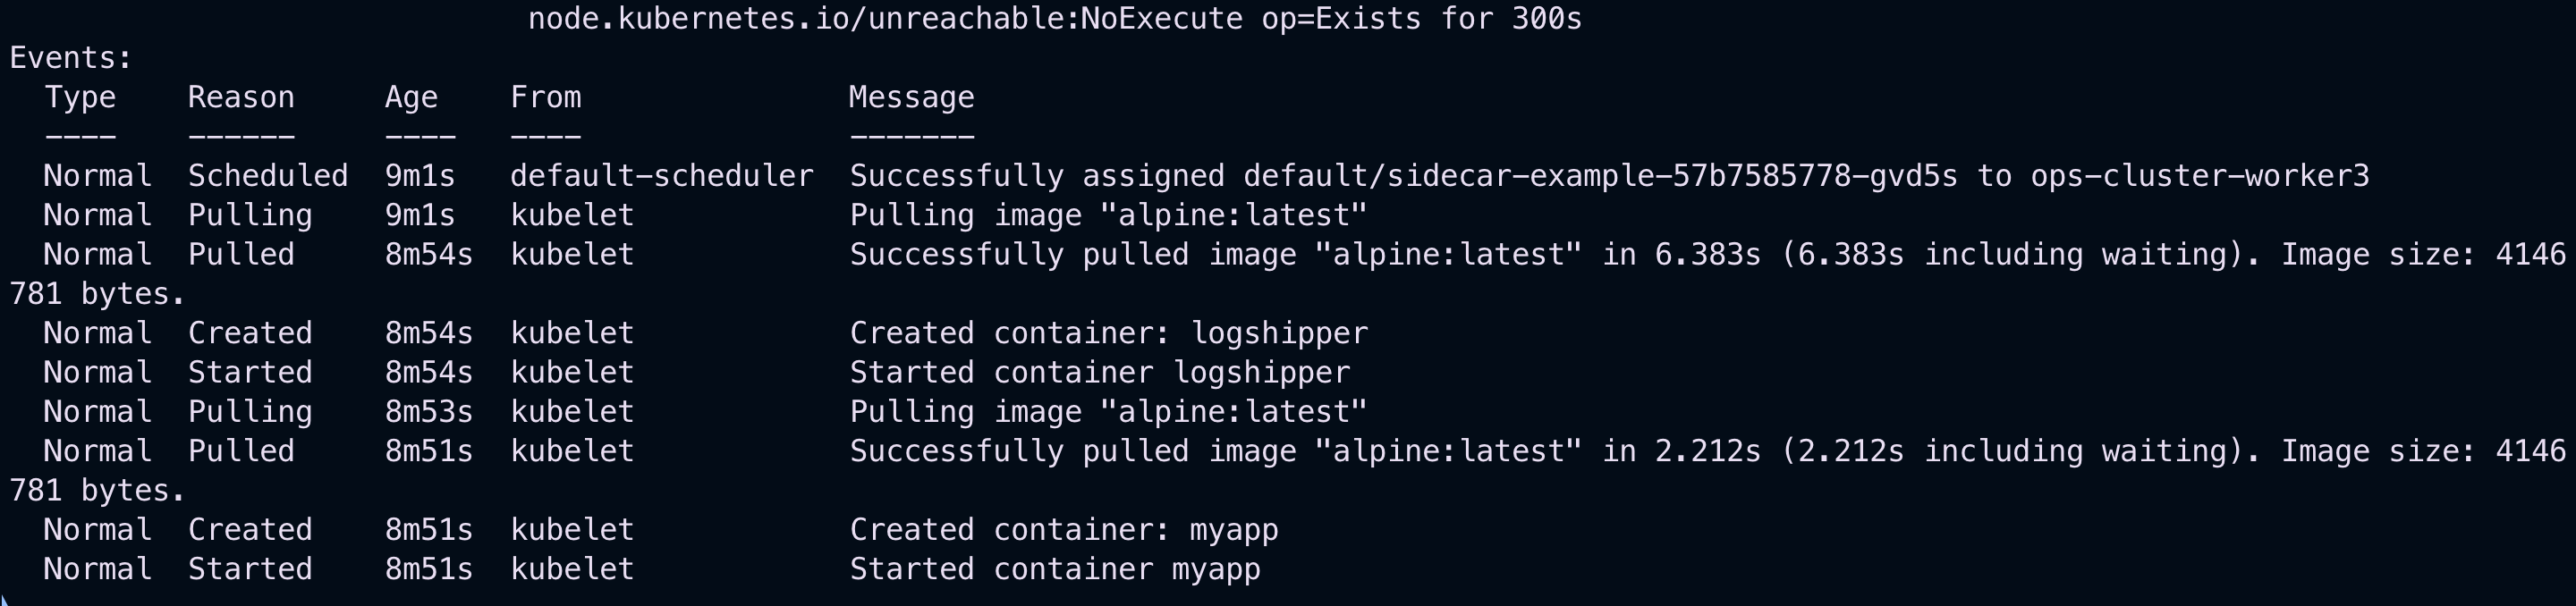 node.kubernetes.io/unreachable:NoExecute op=Exists for 300s
Events:
  Type    Reason     Age    From               Message
  ----    ------     ----   ----               -------
  Normal  Scheduled  9m1s   default-scheduler  Successfully assigned default/sidecar-example-57b7585778-gvd5s to ops-cluster-worker3
  Normal  Pulling    9m1s   kubelet            Pulling image "alpine:latest"
  Normal  Pulled     8m54s  kubelet            Successfully pulled image "alpine:latest" in 6.383s (6.383s including waiting). Image size: 4146
781 bytes.
  Normal  Created    8m54s  kubelet            Created container: logshipper
  Normal  Started    8m54s  kubelet            Started container logshipper
  Normal  Pulling    8m53s  kubelet            Pulling image "alpine:latest"
  Normal  Pulled     8m51s  kubelet            Successfully pulled image "alpine:latest" in 2.212s (2.212s including waiting). Image size: 4146
781 bytes.
  Normal  Created    8m51s  kubelet            Created container: myapp
  Normal  Started    8m51s  kubelet            Started container myapp